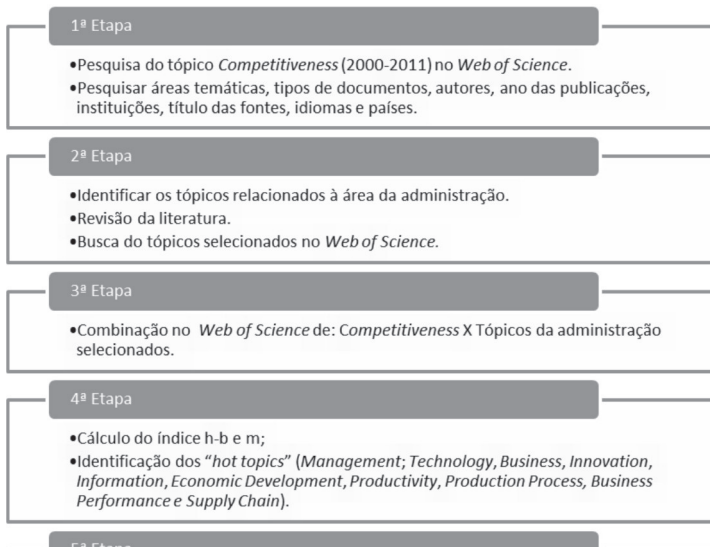 1ª Etapa
•Pesquisa do tópico Competitiveness (2000-2011) no Web of Science.
•Pesquisar áreas temáticas, tipos de documentos, autores, ano das publicações,
instituições, título das fontes, idiomas e países.
2ª Etapa
•Identificar os tópicos relacionados à área da administração.
•Revisão da literatura.
•Busca do tópicos selecionados no Web of Science.
3ª Etapa
•Combinação no Web of Science de: Competitiveness X Tópicos da administração
selecionados.
4ª Etapa
•Cálculo do índice h-b e m;
•Identificação dos “hot topics” (Management; Technology, Business, Innovation,
Information, Economic Development, Productivity, Production Process, Business
Performance e Supply Chain).
5ª Etapa